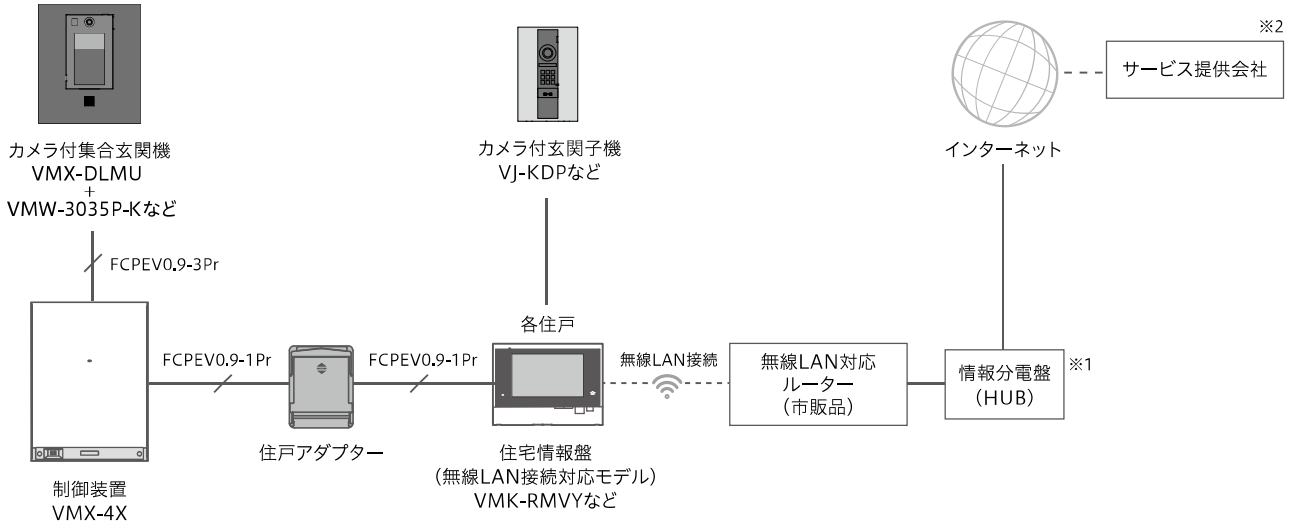 カメラ付集合玄関機
VMX-DLMU
+
VMW-3035P-Kなど
FCPEV0.9-3Pr
制御装置
VMX-4X
FCPEV0.9-1Pr
住戸アダプター
FCPEV0.9-1Pr
カメラ付玄関子機
VJ-KDPなど
各住戸
住宅情報盤
（無線LAN接続対応モデル）
VMK-RMVYなど
無線LAN接続
無線LAN対応
ルーター
（市販品）
情報分電盤
（HUB）
※1
インターネット
※2
サービス提供会社